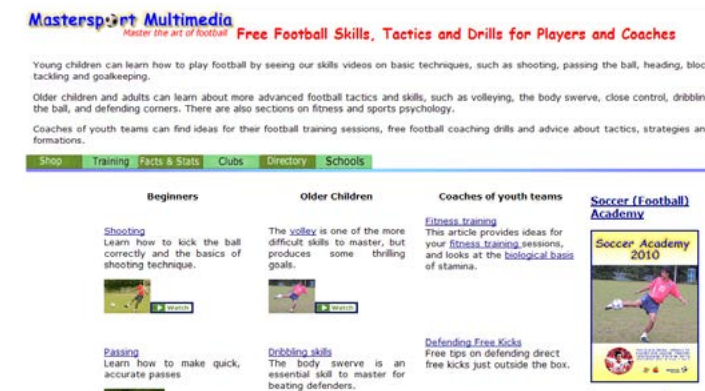 Mastersport Multimedia
Master the art of football
Free Football Skills, Tactics and Drills for Players and Coaches
Young children can learn how to play football by seeing our skills videos on basic techniques, such as shooting, passing the ball, heading, bloc
tackling and goalkeeping.
Older children and adults can learn about more advanced football tactics and skills, such as volleying, the body swerve, close control, dribblin
the ball, and defending corners. There are also sections on fitness and sports psychology.
Coaches of youth teams can find ideas for their football training sessions, free football coaching drills and advice about tactics, strategies an
formations.
Shop Training Facts & Stats Clubs Directory Schools
Beginners
Shooting
Learn how to kick the ball
correctly and the basics of
shooting technique.
Watch
Passing
Learn how to make quick,
accurate passes
Older Children
The volley is one of the more
difficult skills to master, but
produces some thrilling
goals.
Watch
Dribbling skills
The body swerve is an
essential skill to master for
beating defenders.
Coaches of youth teams
Fitness training
This article provides ideas for
your fitness training sessions,
and looks at the biological basis
of stamina.
Defending Free Kicks
Free tips on defending direct
free kicks just outside the box.
Soccer (Football)
Academy
Soccer Academy
2010